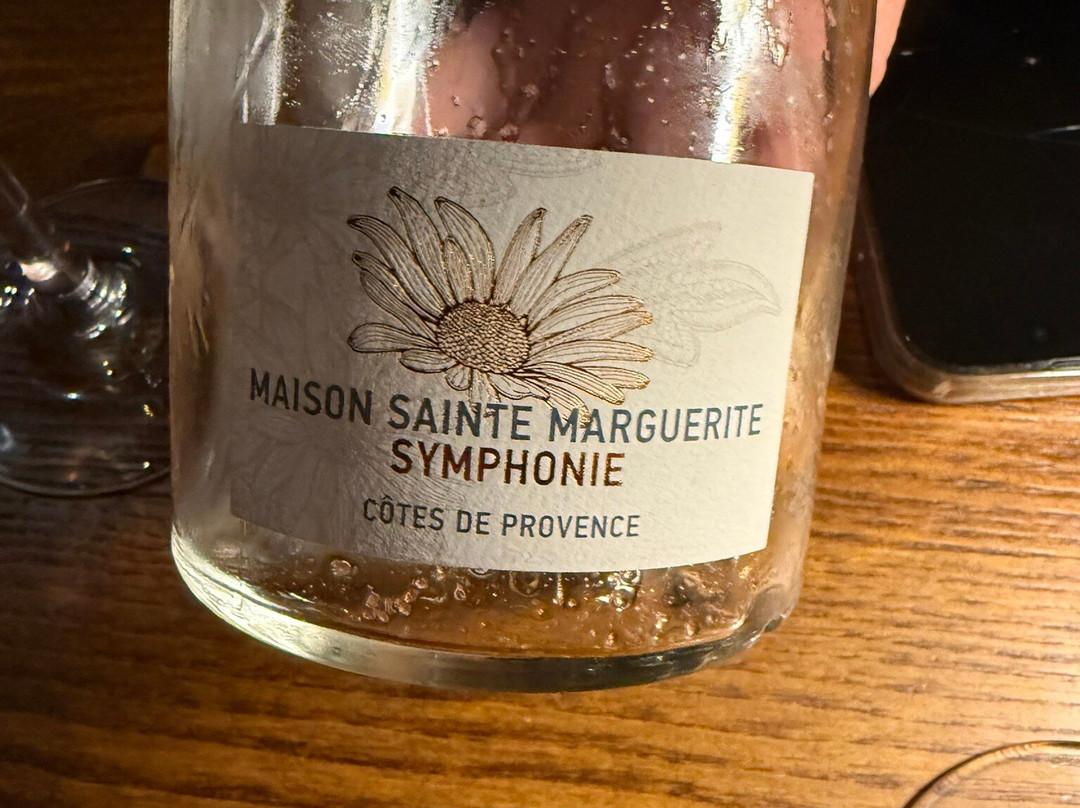 MAISON SAINTE MARGUERITE
SYMPHONIE
CÔTES DE PROVENCE